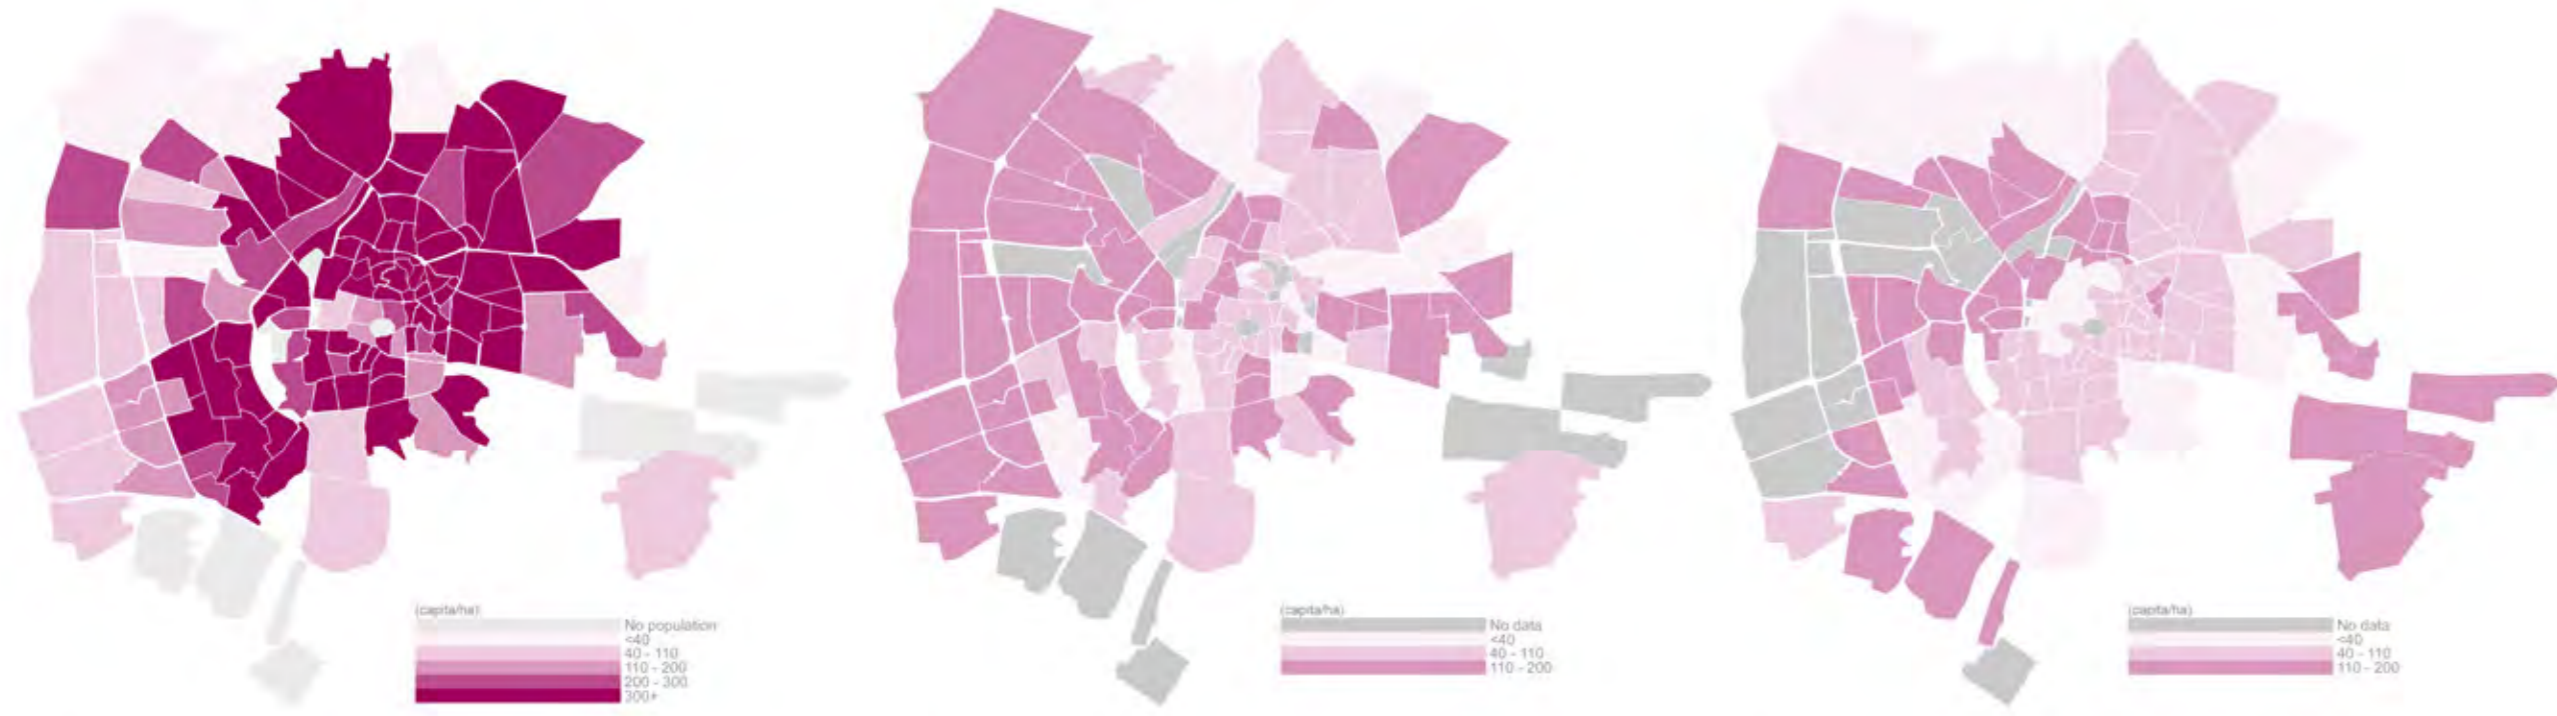 (capita/ha)
No population
<40
40 - 110
110 - 200
200 - 300
300+
(capita/ha)
No data
<40
40 - 110
110 - 200
(capita/ha)
No data
<40
40 - 110
110 - 200